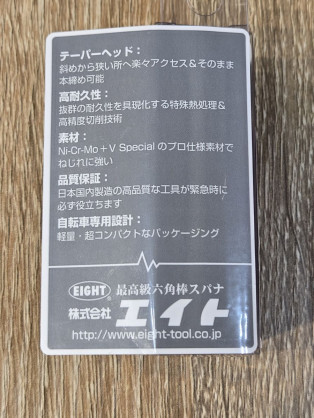 テーパーヘッド：
斜めから狭い所へ楽々アクセス＆そのまま
本締め可能
高耐久性：
抜群の耐久性を具現化する特殊熱処理＆
高精度切削技術
素材：
Ni-Cr-Mo＋V Special のプロ仕様素材で
ねじれに強い
品質保証：
日本国内製造の高品質な工具が緊急時に
必ず役立ちます
自転車専用設計：
軽量・超コンパクトなパッケージング
EIGHT® 最高級六角棒スパナ
株式会社 エイト
http://www.eight-tool.co.jp